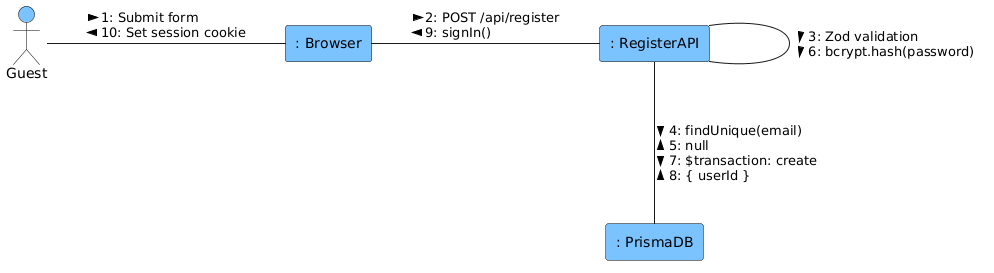 1: Submit form
10: Set session cookie
Guest
: Browser
2: POST /api/register
9: signIn()
: RegisterAPI
3: Zod validation
6: bcrypt.hash(password)
4: findUnique(email)
5: null
7: $transaction: create
8: { userId }
: PrismaDB